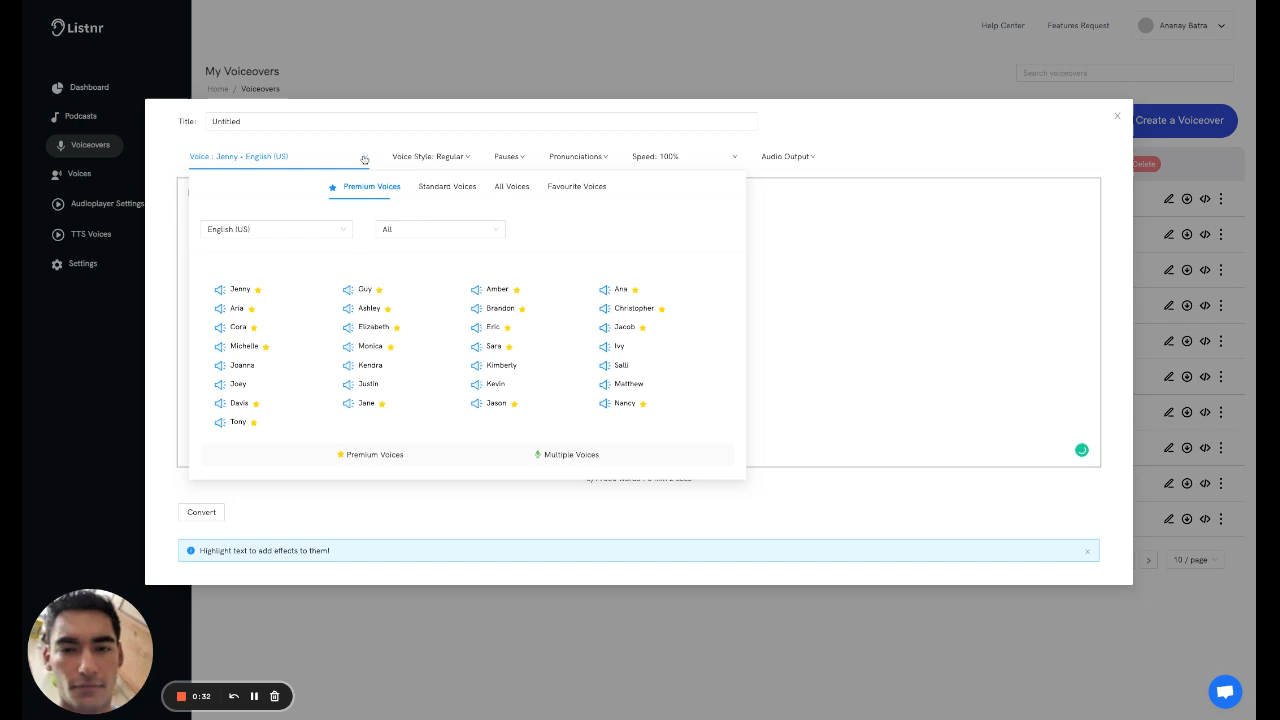 Listnr
Help Center
Features Request
Ananay Batra
Dashboard
Podcasts
Voiceovers
Voices
Audioplayer Settings
TTS Voices
Settings
My Voiceovers
Home / Voiceovers
Search voiceovers
Create a Voiceover
Delete
Title: Untitled
Voice : Jenny • English (US)
Voice Style: Regular
Pauses
Pronunciations
Speed: 100%
Audio Output
Premium Voices
Standard Voices
All Voices
Favourite Voices
English (US)
All
Jenny Guy Amber Ana
Aria Ashley Brandon Christopher
Cora Elizabeth Eric Jacob
Michelle Monica Sara Ivy
Joanna Kendra Kimberly Salli
Joey Justin Kevin Matthew
Davis Jane Jason Nancy
Tony
Premium Voices
Multiple Voices
Convert
Highlight text to add effects to them!
10 / page
0:32